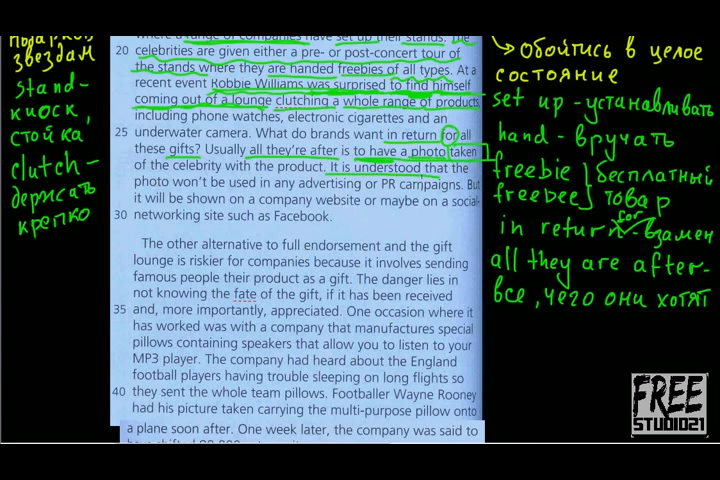 подарков
звездам
stand-
киоск,
стойка
clutch-
держать
крепко
where a range of companies have set up their stands. The
20 celebrities are given either a pre- or post-concert tour of
the stands where they are handed freebies of all types. At a
recent event Robbie Williams was surprised to find himself
coming out of a lounge clutching a whole range of products
including phone watches, electronic cigarettes and an
25 underwater camera. What do brands want in return for all
these gifts? Usually all they’re after is to have a photo taken
of the celebrity with the product. It is understood that the
photo won’t be used in any advertising or PR campaigns. But
it will be shown on a company website or maybe on a social-
30 networking site such as Facebook.
The other alternative to full endorsement and the gift
lounge is riskier for companies because it involves sending
famous people their product as a gift. The danger lies in
not knowing the fate of the gift, if it has been received
35 and, more importantly, appreciated. One occasion where it
has worked was with a company that manufactures special
pillows containing speakers that allow you to listen to your
MP3 player. The company had heard about the England
football players having trouble sleeping on long flights so
40 they sent the whole team pillows. Footballer Wayne Rooney
had his picture taken carrying the multi-purpose pillow onto
a plane soon after. One week later, the company was said to
обойтись в целое
состояние
set up -устанавливать
hand - вручать
freebie } бесплатный
freebee } товар
for
in return - взамен
all they are after-
все, чего они хотят
FREE
STUDIO21